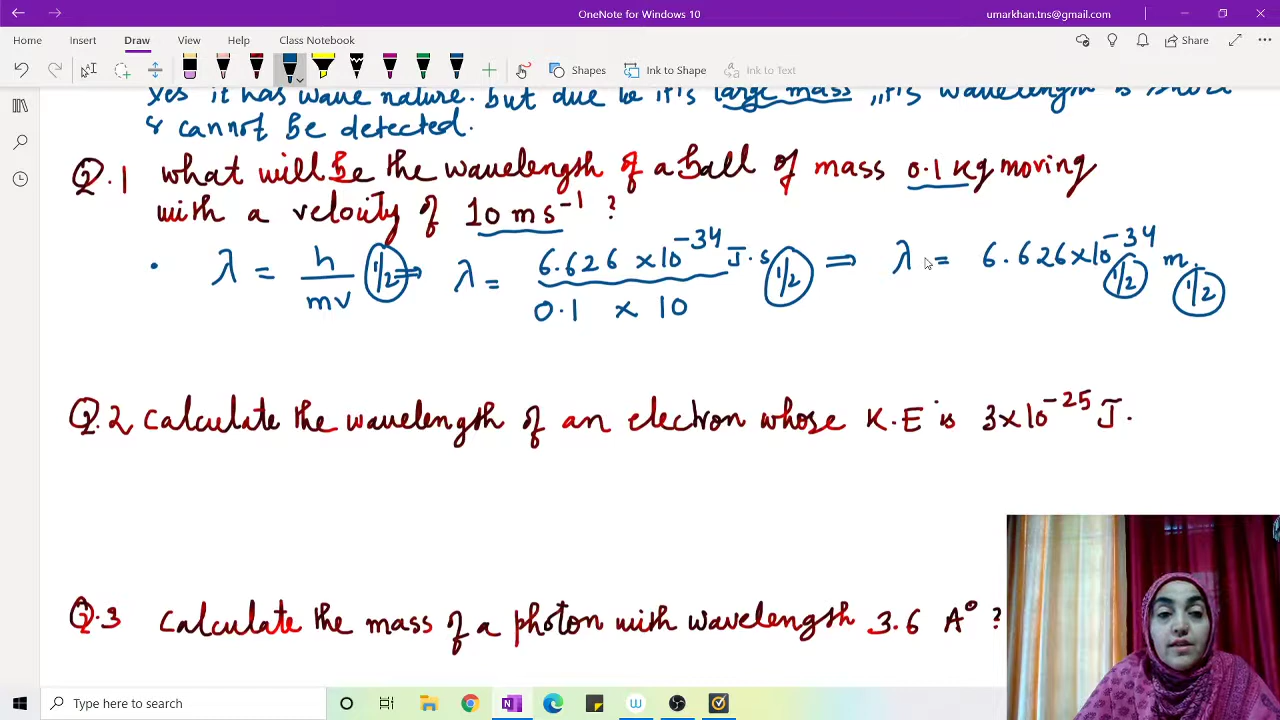 OneNote for Windows 10
umarkhan.tns@gmail.com
Home Insert Draw View Help Class Notebook
Share
Shapes Ink to Shape Ink to Text
Yes it has wave nature. but due to it's large mass, it's wavelength is short
& cannot be detected.
Q.1 what will be the wavelength of a ball of mass 0.1 Kg moving
with a velocity of 10 m s⁻¹ ?
λ = h/mv (1/2) ⇒ λ = 6.626 ×10⁻³⁴ J.s / 0.1 × 10 (1/2) ⇒ λ = 6.626×10⁻³⁴ (1/2) m. (1/2)
Q.2 Calculate the wavelength of an electron whose K.E is 3×10⁻²⁵ J.
Q.3 Calculate the mass of a photon with wavelength 3.6 A° ?
Type here to search